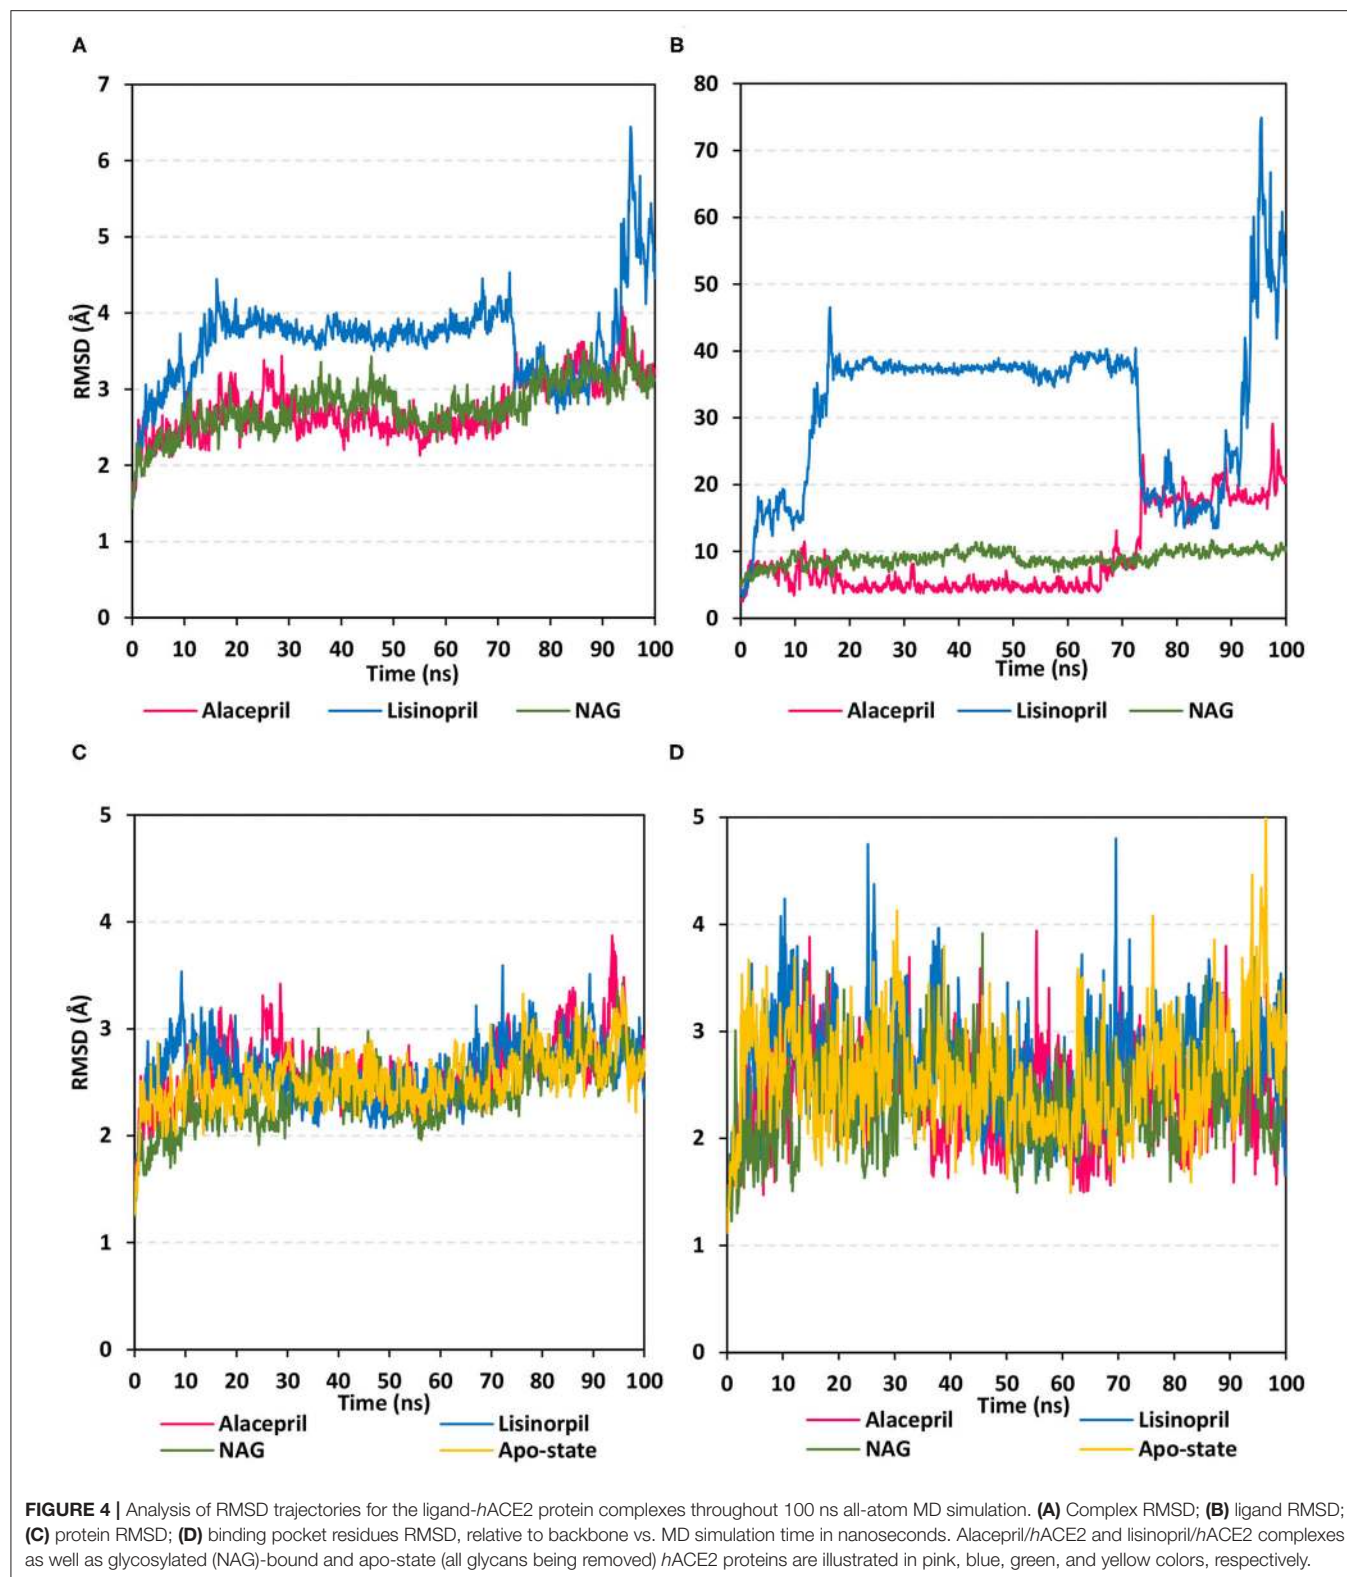 A
7
6
5
4
3
2
1
0
RMSD (Å)
0 10 20 30 40 50 60 70 80 90 100
Time (ns)
Alacepril Lisinopril NAG
B
80
70
60
50
40
30
20
10
0
0 10 20 30 40 50 60 70 80 90 100
Time (ns)
Alacepril Lisinopril NAG
C
5
4
3
2
1
0
RMSD (Å)
0 10 20 30 40 50 60 70 80 90 100
Time (ns)
Alacepril Lisinorpil
NAG Apo-state
D
5
4
3
2
1
0
0 10 20 30 40 50 60 70 80 90 100
Time (ns)
Alacepril Lisinopril
NAG Apo-state
FIGURE 4 | Analysis of RMSD trajectories for the ligand-hACE2 protein complexes throughout 100 ns all-atom MD simulation. (A) Complex RMSD; (B) ligand RMSD;
(C) protein RMSD; (D) binding pocket residues RMSD, relative to backbone vs. MD simulation time in nanoseconds. Alacepril/hACE2 and lisinopril/hACE2 complexes
as well as glycosylated (NAG)-bound and apo-state (all glycans being removed) hACE2 proteins are illustrated in pink, blue, green, and yellow colors, respectively.